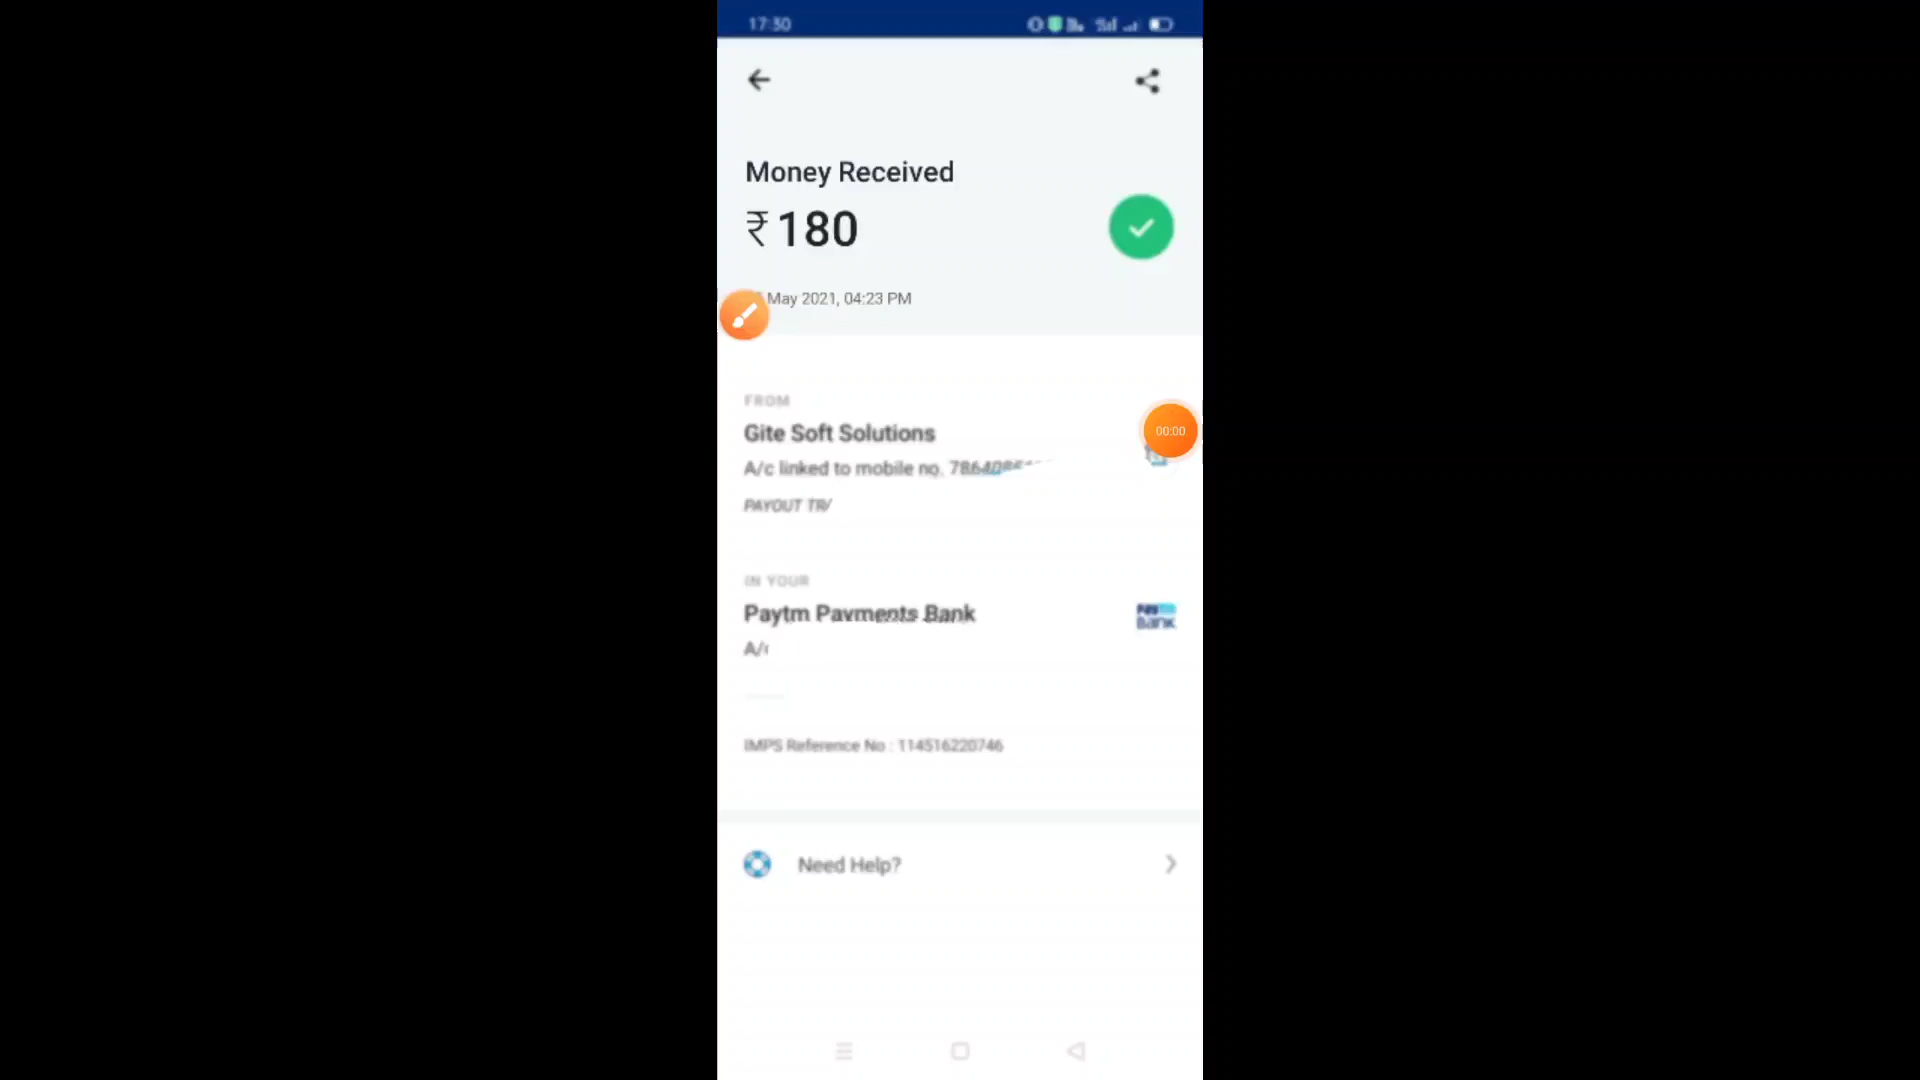 17:30
Money Received
₹180
May 2021, 04:23 PM
FROM
Gite Soft Solutions
00:00
A/c linked to mobile no.
PAYOUT TR/
IN YOUR
Paytm Payments Bank
Bank
A/c
IMPS Reference No : 114516220746
Need Help?